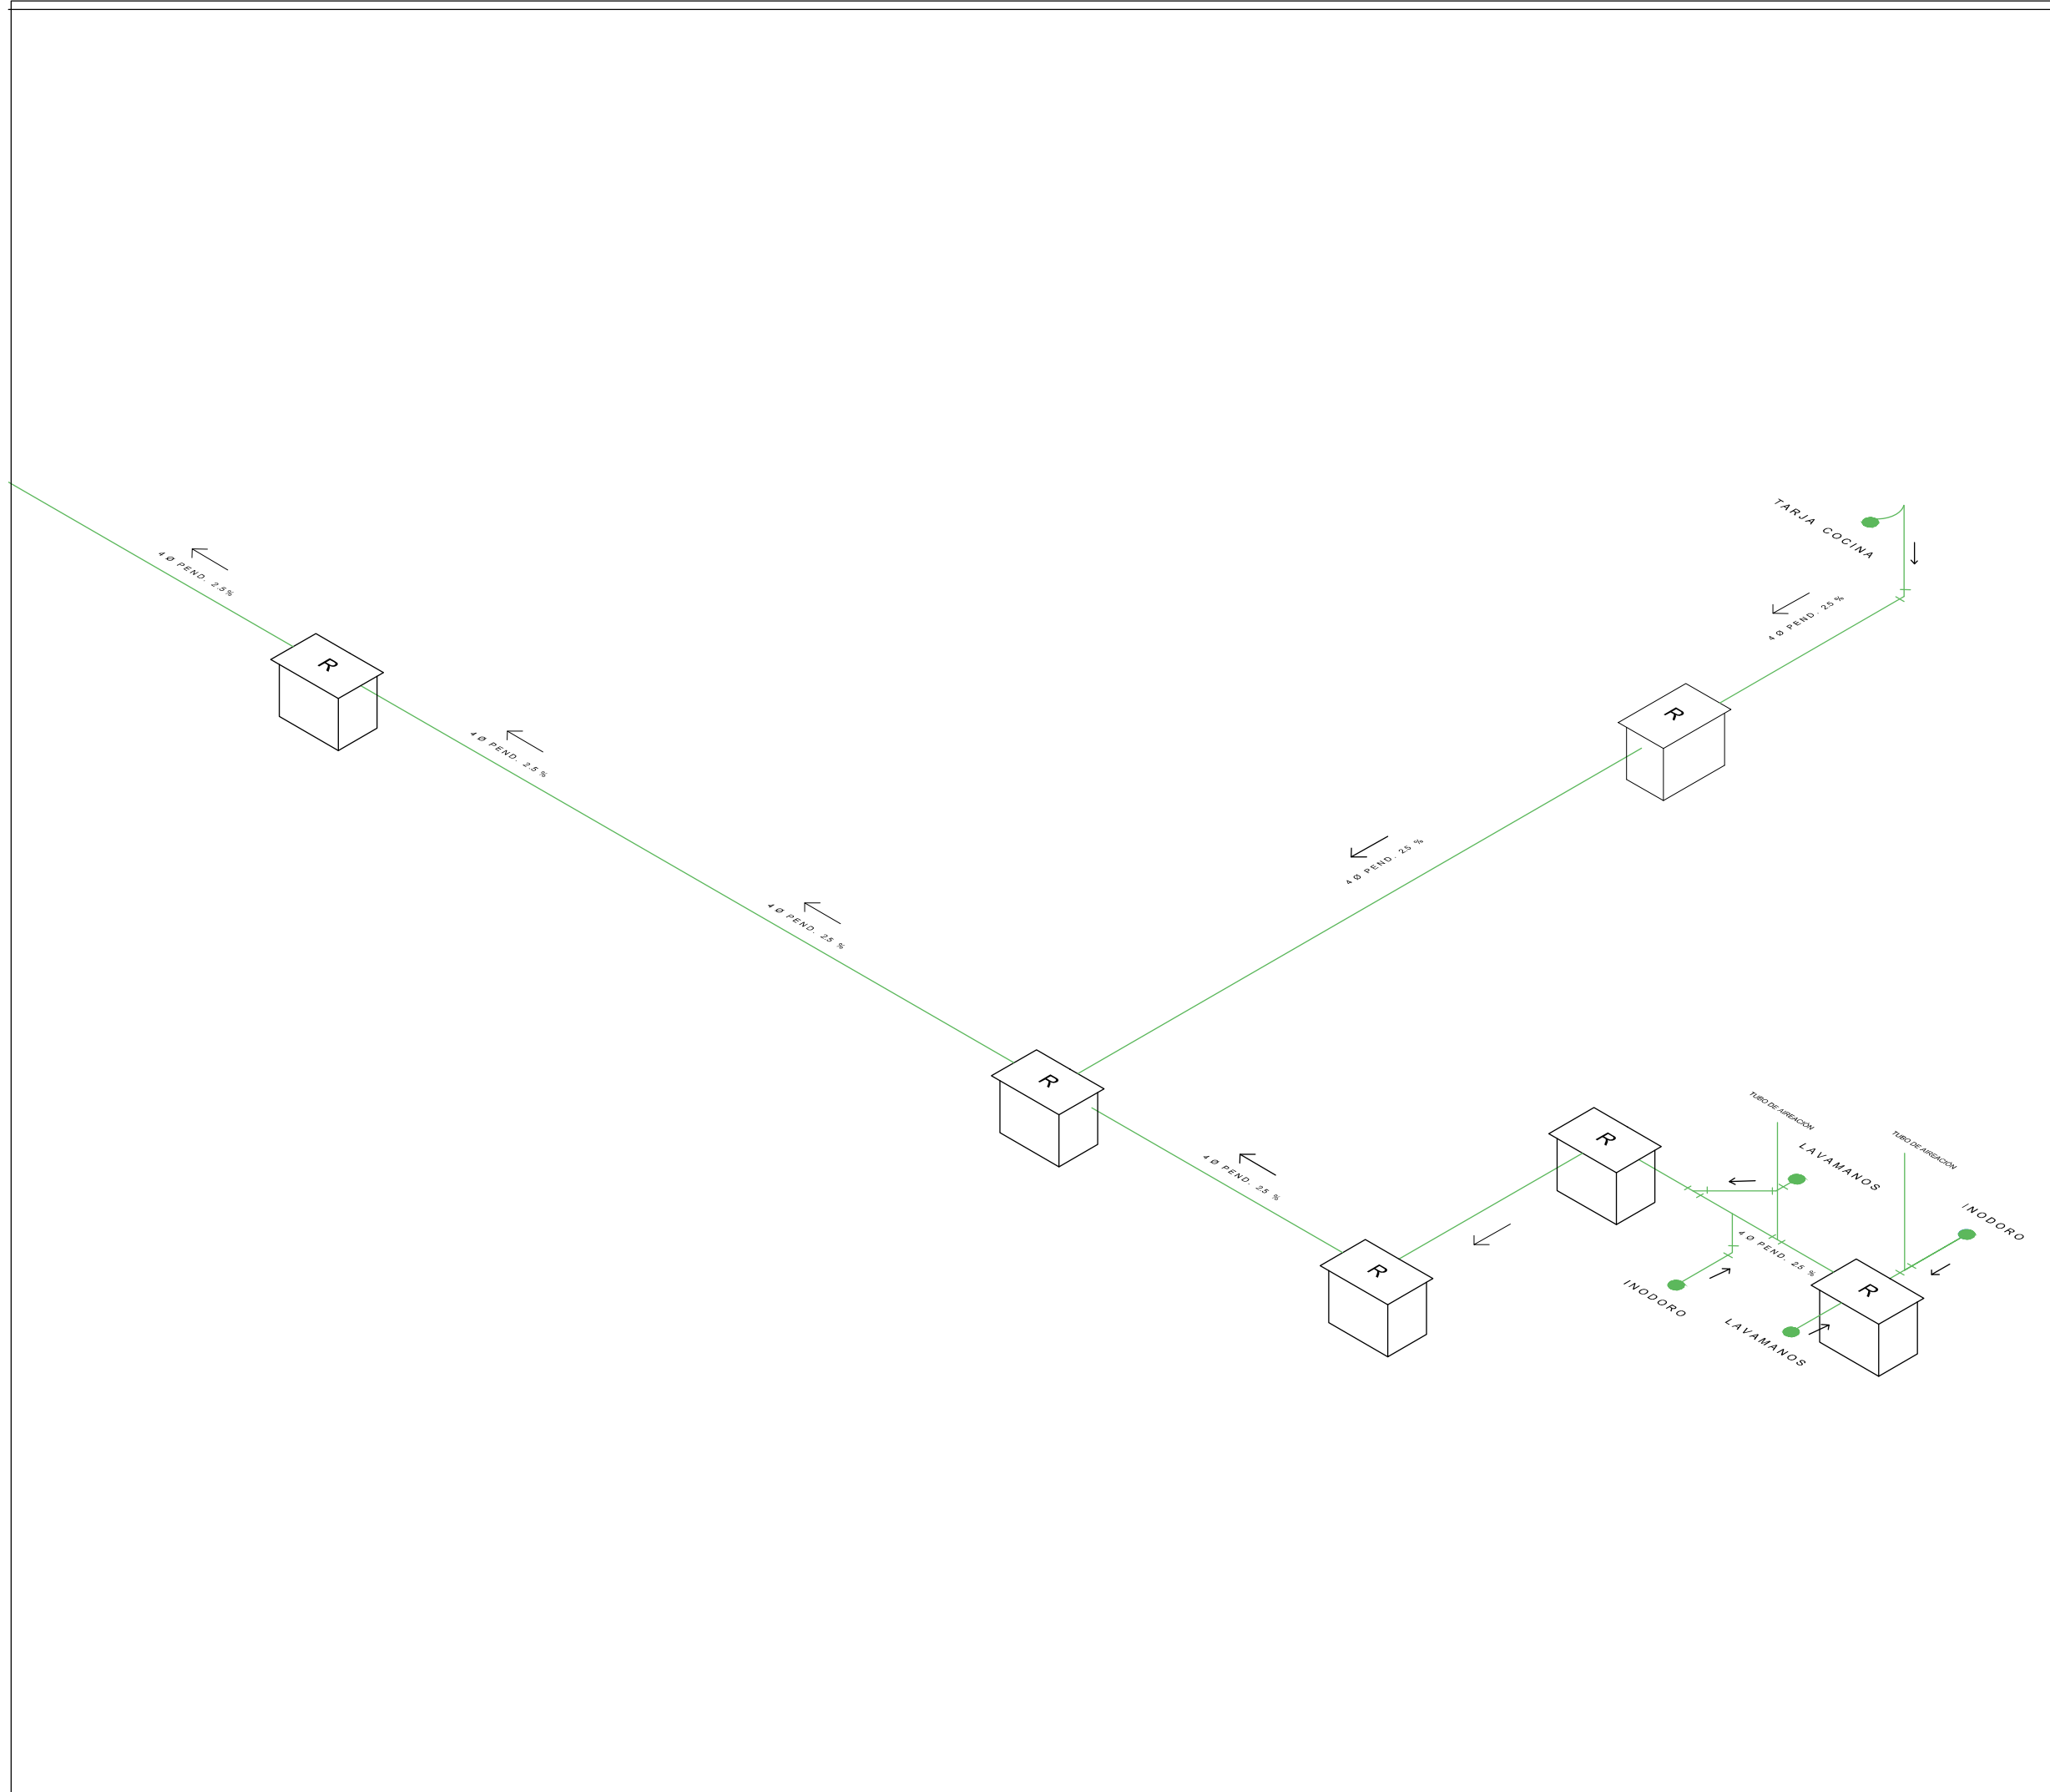 TARJA COCINA
4 Ø PEND. 2.5 %
4 Ø PEND. 25 %
R
R
4 Ø PEND. 2.5 %
4 Ø PEND. 25 %
4 Ø PEND. 25 %
R
TUBO DE AIREACIÓN
TUBO DE AIREACIÓN
R
LAVAMANOS
4 Ø PEND. 25 %
INODORO
4 Ø PEND. 25 %
R
R
INODORO
LAVAMANOS